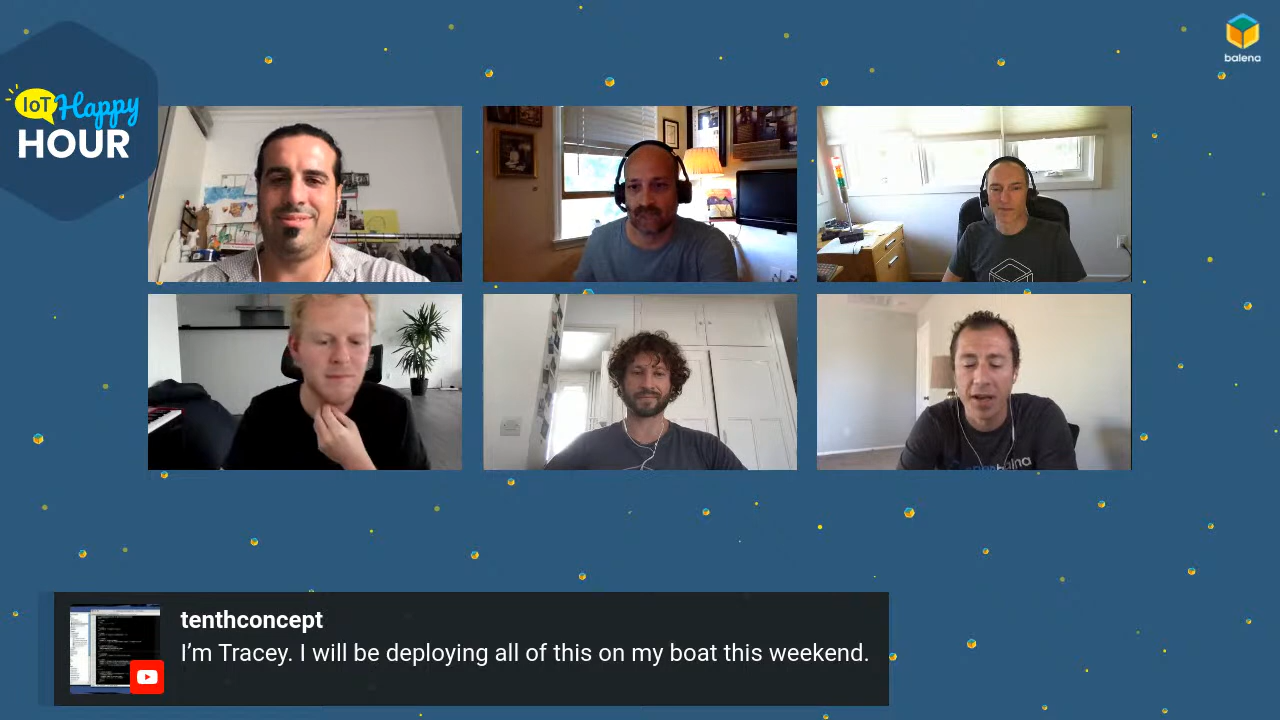 IoT Happy
HOUR
balena
tenthconcept
I'm Tracey. I will be deploying all of this on my boat this weekend.